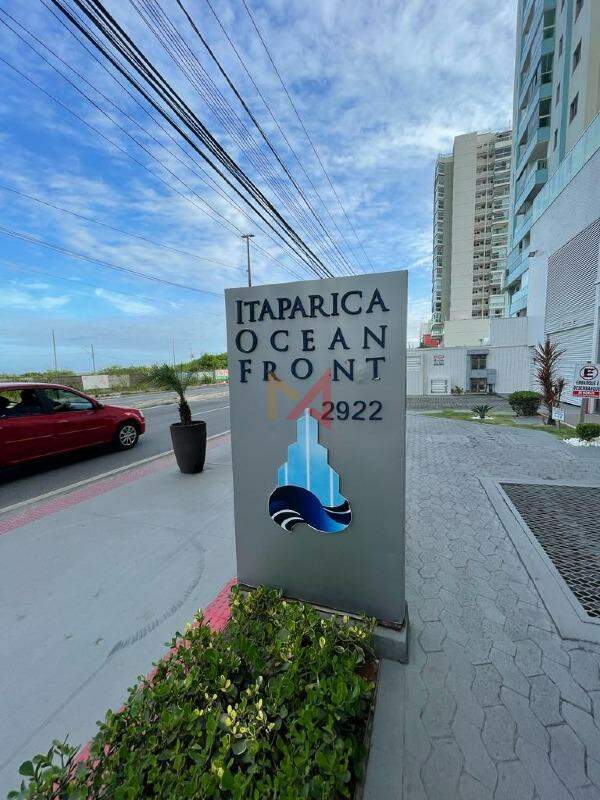 ITAPARICA
OCEAN
FRONT
2922
E